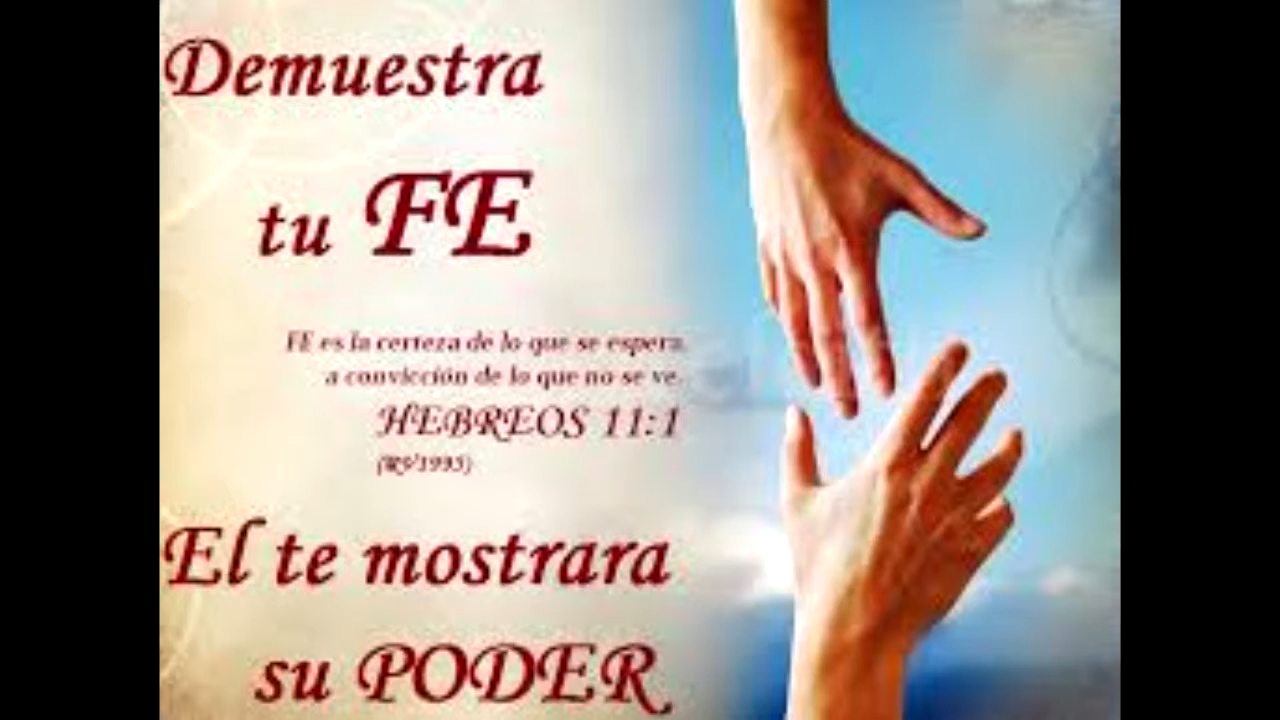 Demuestra
tu FE
FE es la certeza de lo que se espera.
a convicción de lo que no se ve.
HEBREOS 11:1
El te mostrara
su PODER